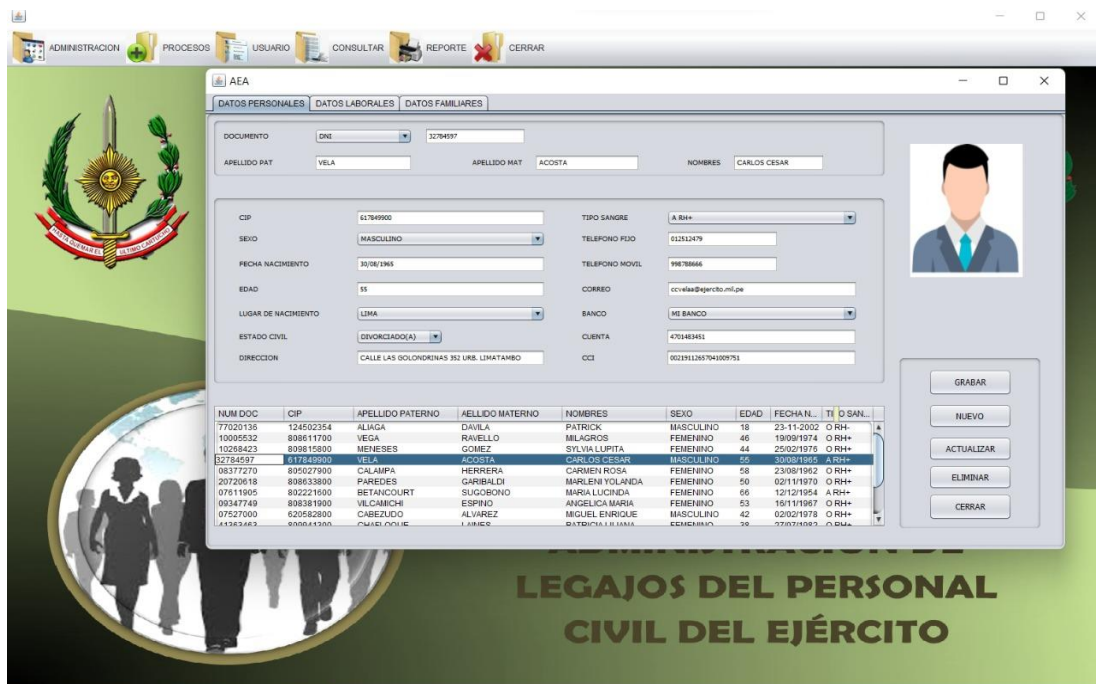 ADMINISTRACION PROCESOS USUARIO CONSULTAR REPORTE CERRAR
AEA
DATOS PERSONALES DATOS LABORALES DATOS FAMILIARES
DOCUMENTO DNI 32784597
APELLIDO PAT VELA APELLIDO MAT ACOSTA NOMBRES CARLOS CESAR
CIP 617849900 TIPO SANGRE A RH+
SEXO MASCULINO TELEFONO FIJO 012512479
FECHA NACIMIENTO 30/08/1965 TELEFONO MOVIL 998788666
EDAD 55 CORREO ccvelaa@ejercito.mil.pe
LUGAR DE NACIMIENTO LIMA BANCO MI BANCO
ESTADO CIVIL DIVORCIADO(A) CUENTA 4701483451
DIRECCION CALLE LAS GOLONDRINAS 352 URB. LIMATAMBO CCI 00219112657041009751
GRABAR
NUEVO
ACTUALIZAR
ELIMINAR
CERRAR
NUM DOC CIP APELLIDO PATERNO AELLIDO MATERNO NOMBRES SEXO EDAD FECHA N... TIPO SAN...
77020136 124502354 ALIAGA DAVILA PATRICK MASCULINO 18 23-11-2002 O RH-
10005532 808611700 VEGA RAVELLO MILAGROS FEMENINO 46 19/09/1974 O RH+
10268423 809815800 MENESES GOMEZ SYLVIA LUPITA FEMENINO 44 25/02/1976 O RH+
32784597 617849900 VELA ACOSTA CARLOS CESAR MASCULINO 55 30/08/1965 A RH+
08377270 805027900 CALAMPA HERRERA CARMEN ROSA FEMENINO 58 23/08/1962 O RH+
20720618 808633800 PAREDES GARIBALDI MARLENI YOLANDA FEMENINO 50 02/11/1970 O RH+
07611905 802221600 BETANCOURT SUGOBONO MARIA LUCINDA FEMENINO 66 12/12/1954 A RH+
09347749 808381900 VILCAMICHI ESPINO ANGELICA MARIA FEMENINO 53 16/11/1967 O RH+
07527000 620582800 CABEZUDO ALVAREZ MIGUEL ENRIQUE MASCULINO 42 02/02/1978 O RH+
HASTA QUEMAR EL ULTIMO CARTUCHO
ADMINISTRACIÓN DE
LEGAJOS DEL PERSONAL
CIVIL DEL EJÉRCITO